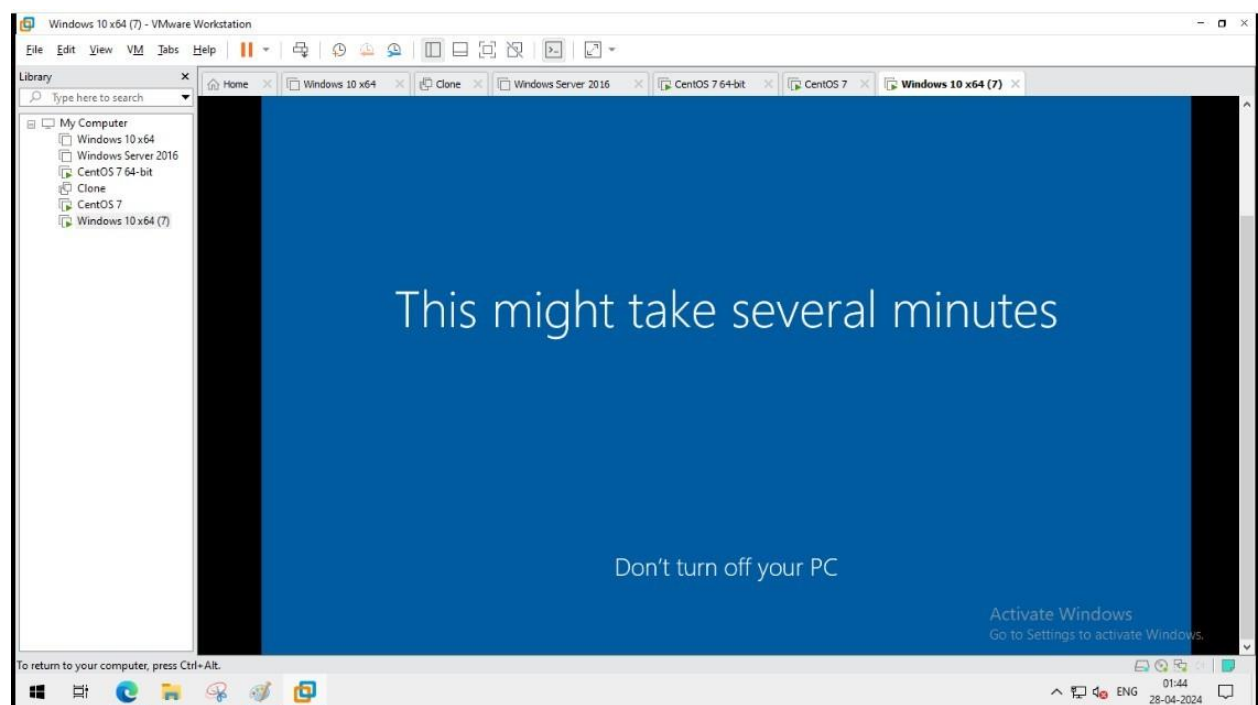 Windows 10 x64 (7) - VMware Workstation
File Edit View VM Tabs Help
Library
Type here to search
Home Windows 10 x64 Clone Windows Server 2016 CentOS 7 64-bit CentOS 7 Windows 10 x64 (7)
My Computer
Windows 10 x64
Windows Server 2016
CentOS 7 64-bit
Clone
CentOS 7
Windows 10 x64 (7)
This might take several minutes
Don't turn off your PC
Activate Windows
Go to Settings to activate Windows.
To return to your computer, press Ctrl+Alt.
ENG
01:44
28-04-2024